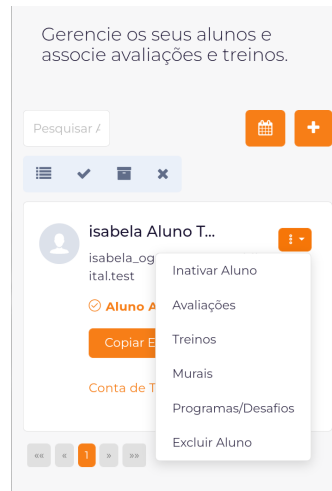 Gerencie os seus alunos e
associe avaliações e treinos.
Pesquisar
isabela Aluno T...
isabela_og
ital.test
Inativar Aluno
Aluno A
Avaliações
Copiar E
Treinos
Murais
Conta de T
Programas/Desafios
Excluir Aluno
«« « 1 » »»